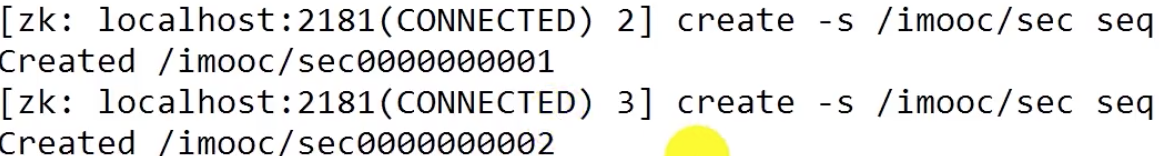 [zk: localhost:2181(CONNECTED) 2] create -s /imooc/sec seq
Created /imooc/sec0000000001
[zk: localhost:2181(CONNECTED) 3] create -s /imooc/sec seq
Created /imooc/sec0000000002